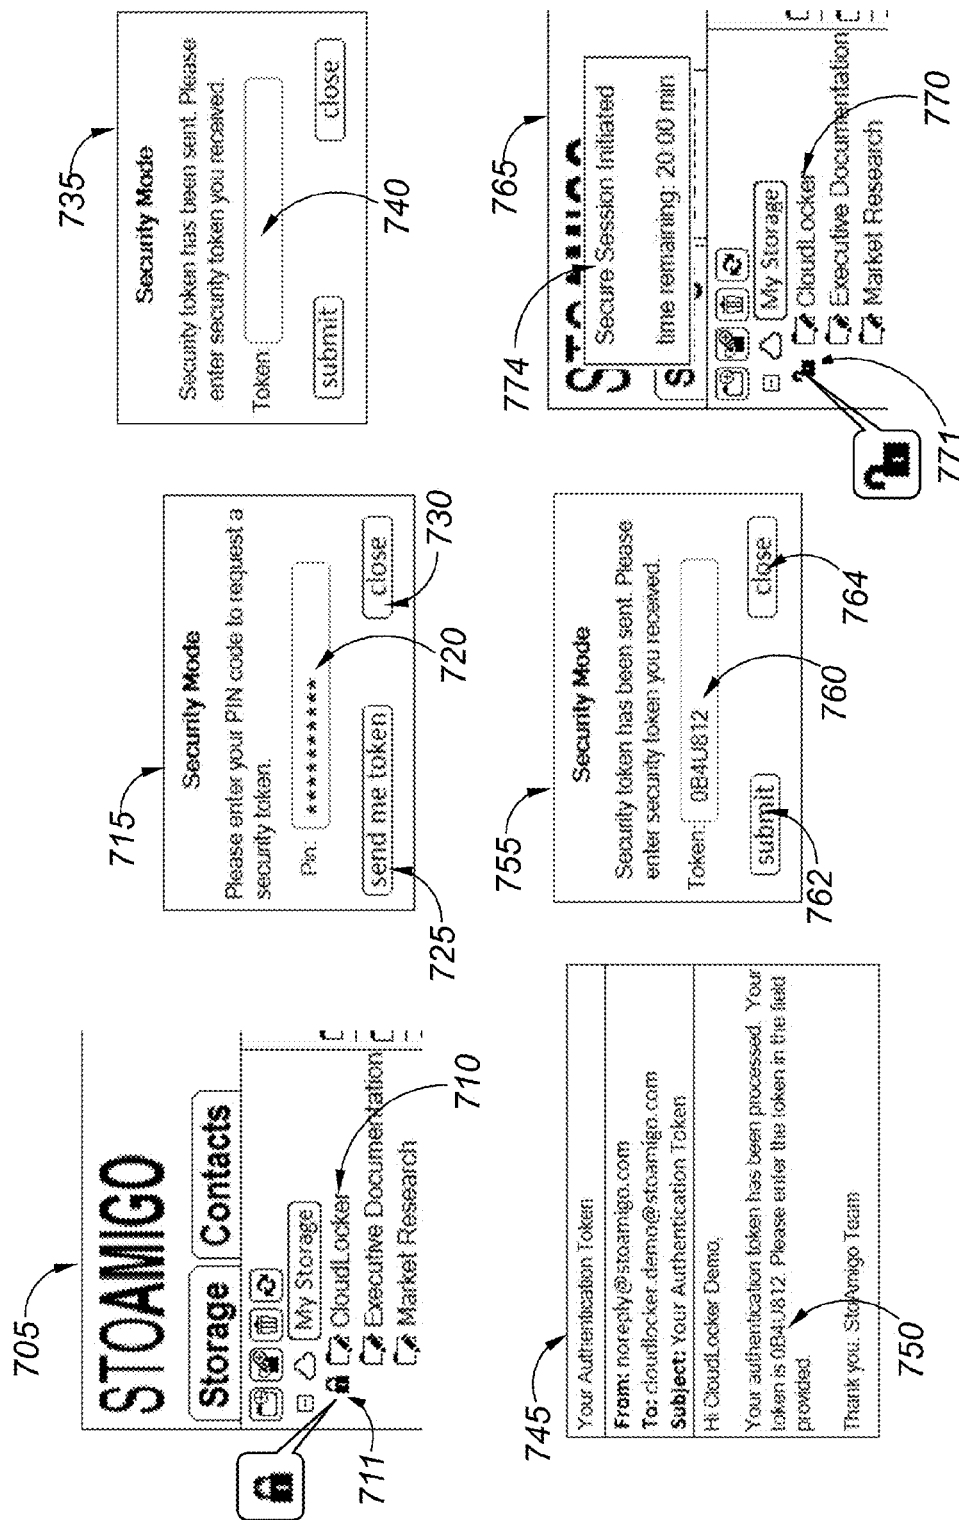 705
STOAMIGO
Storage
Contacts
My Storage
CloudLocker
710
711
Executive Documentation
Market Research
715
Security Mode
Please enter your PIN code to request a
security token.
Pin:
***********
720
send me token
close
725
730
735
Security Mode
Security token has been sent. Please
enter security token you received.
Token:
740
submit
close
745
Your Authentication Token
From: noreply@stoamigo.com
To: cloudlocker.demo@stoamigo.com
Subject: Your Authentication Token
Hi CloudLocker Demo,
Your authentication token has been processed. Your
token is 0B4U812. Please enter the token in the field
provided.
Thank you. StoAmigo Team
750
755
Security Mode
Security token has been sent. Please
enter security token you received.
Token:
0B4U812
760
submit
close
762
764
765
774
Secure Session Initiated
time remaining: 20:00 min
S
My Storage
CloudLocker
770
771
Executive Documentation
Market Research